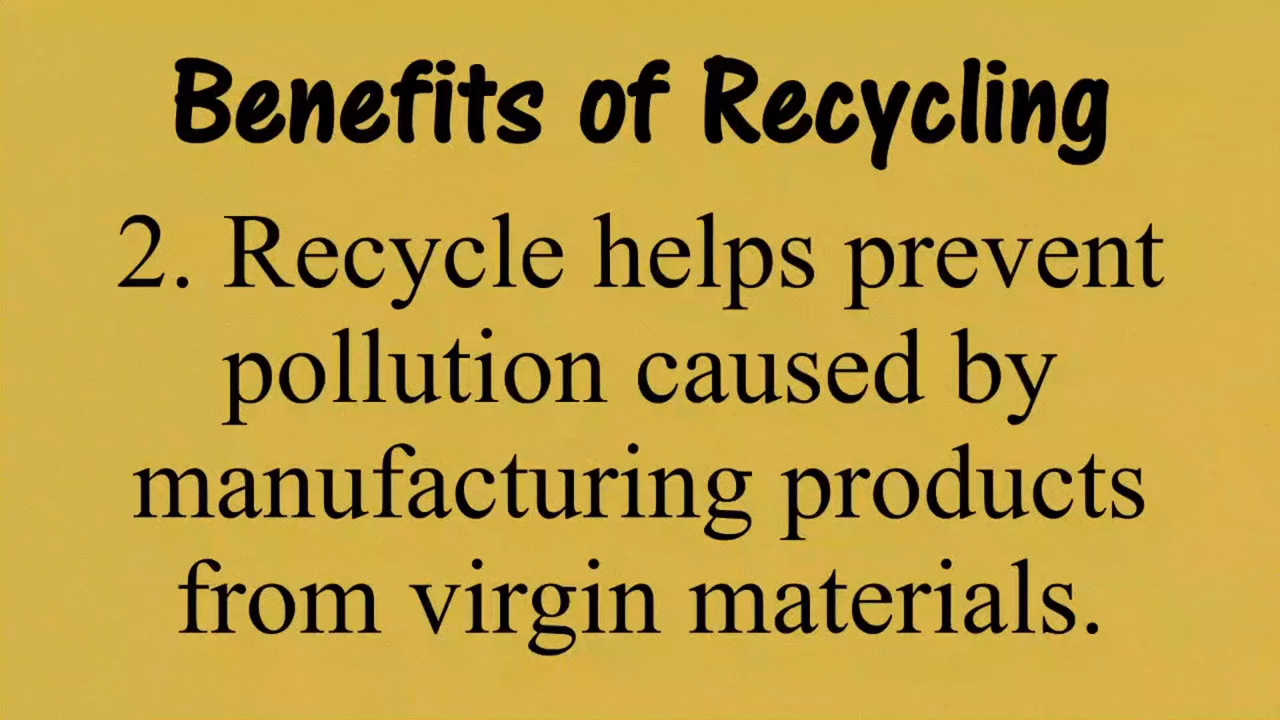 Benefits of Recycling
2. Recycle helps prevent
pollution caused by
manufacturing products
from virgin materials.